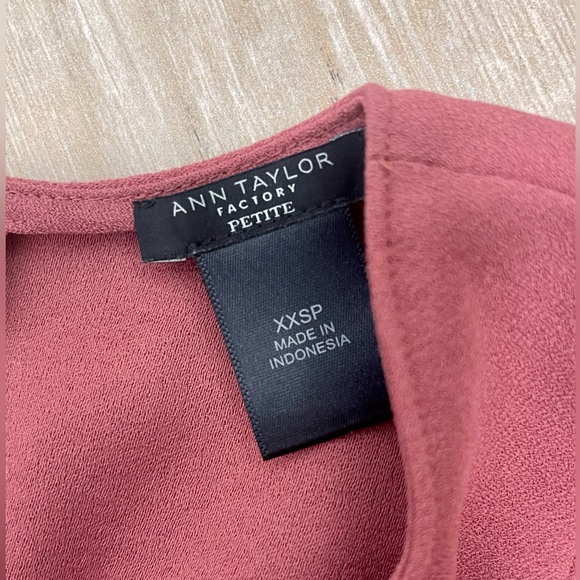 ANN TAYLOR
FACTORY
PETITE
XXSP
MADE IN
INDONESIA